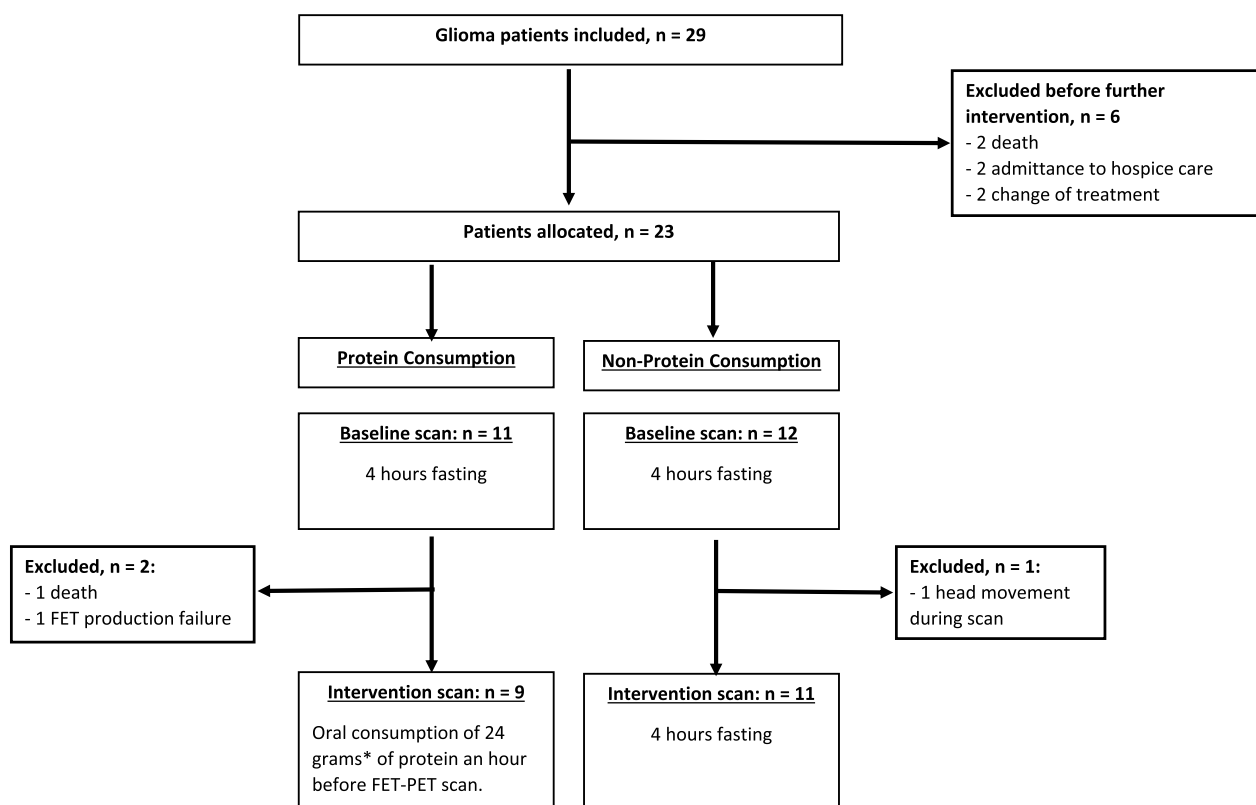 Glioma patients included, n = 29
Excluded before further
intervention, n = 6
- 2 death
- 2 admittance to hospice care
- 2 change of treatment
Patients allocated, n = 23
Protein Consumption
Non-Protein Consumption
Baseline scan: n = 11
4 hours fasting
Baseline scan: n = 12
4 hours fasting
Excluded, n = 2:
- 1 death
- 1 FET production failure
Excluded, n = 1:
- 1 head movement
during scan
Intervention scan: n = 9
Oral consumption of 24
grams* of protein an hour
before FET-PET scan.
Intervention scan: n = 11
4 hours fasting